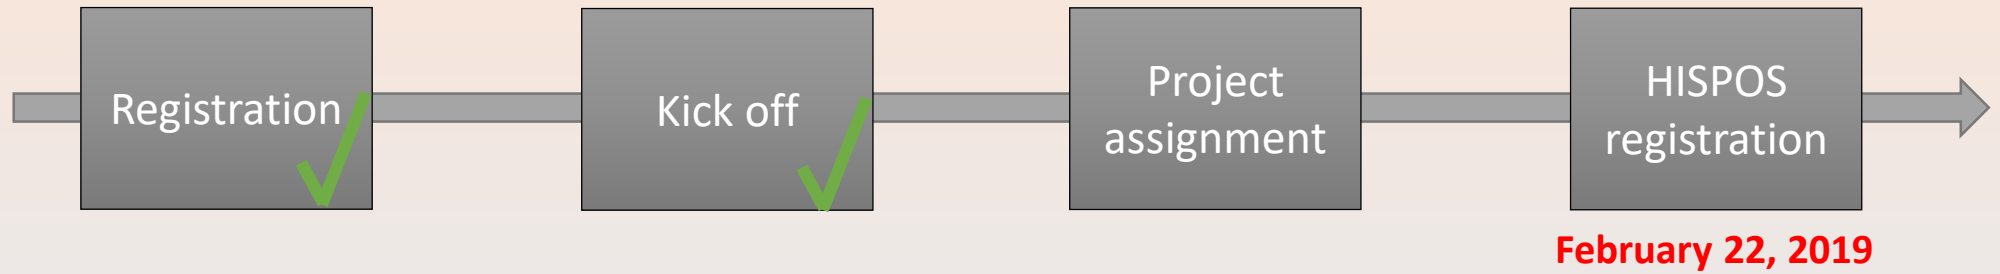 Registration
Kick off
Project
assignment
HISPOS
registration
February 22, 2019